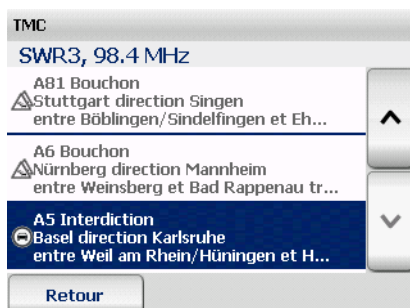 TMC
SWR3, 98.4 MHz
A81 Bouchon
Stuttgart direction Singen
entre Böblingen/Sindelfingen et Eh...
A6 Bouchon
Nürnberg direction Mannheim
entre Weinsberg et Bad Rappenau tr...
A5 Interdiction
Basel direction Karlsruhe
entre Weil am Rhein/Hüningen et H...
Retour